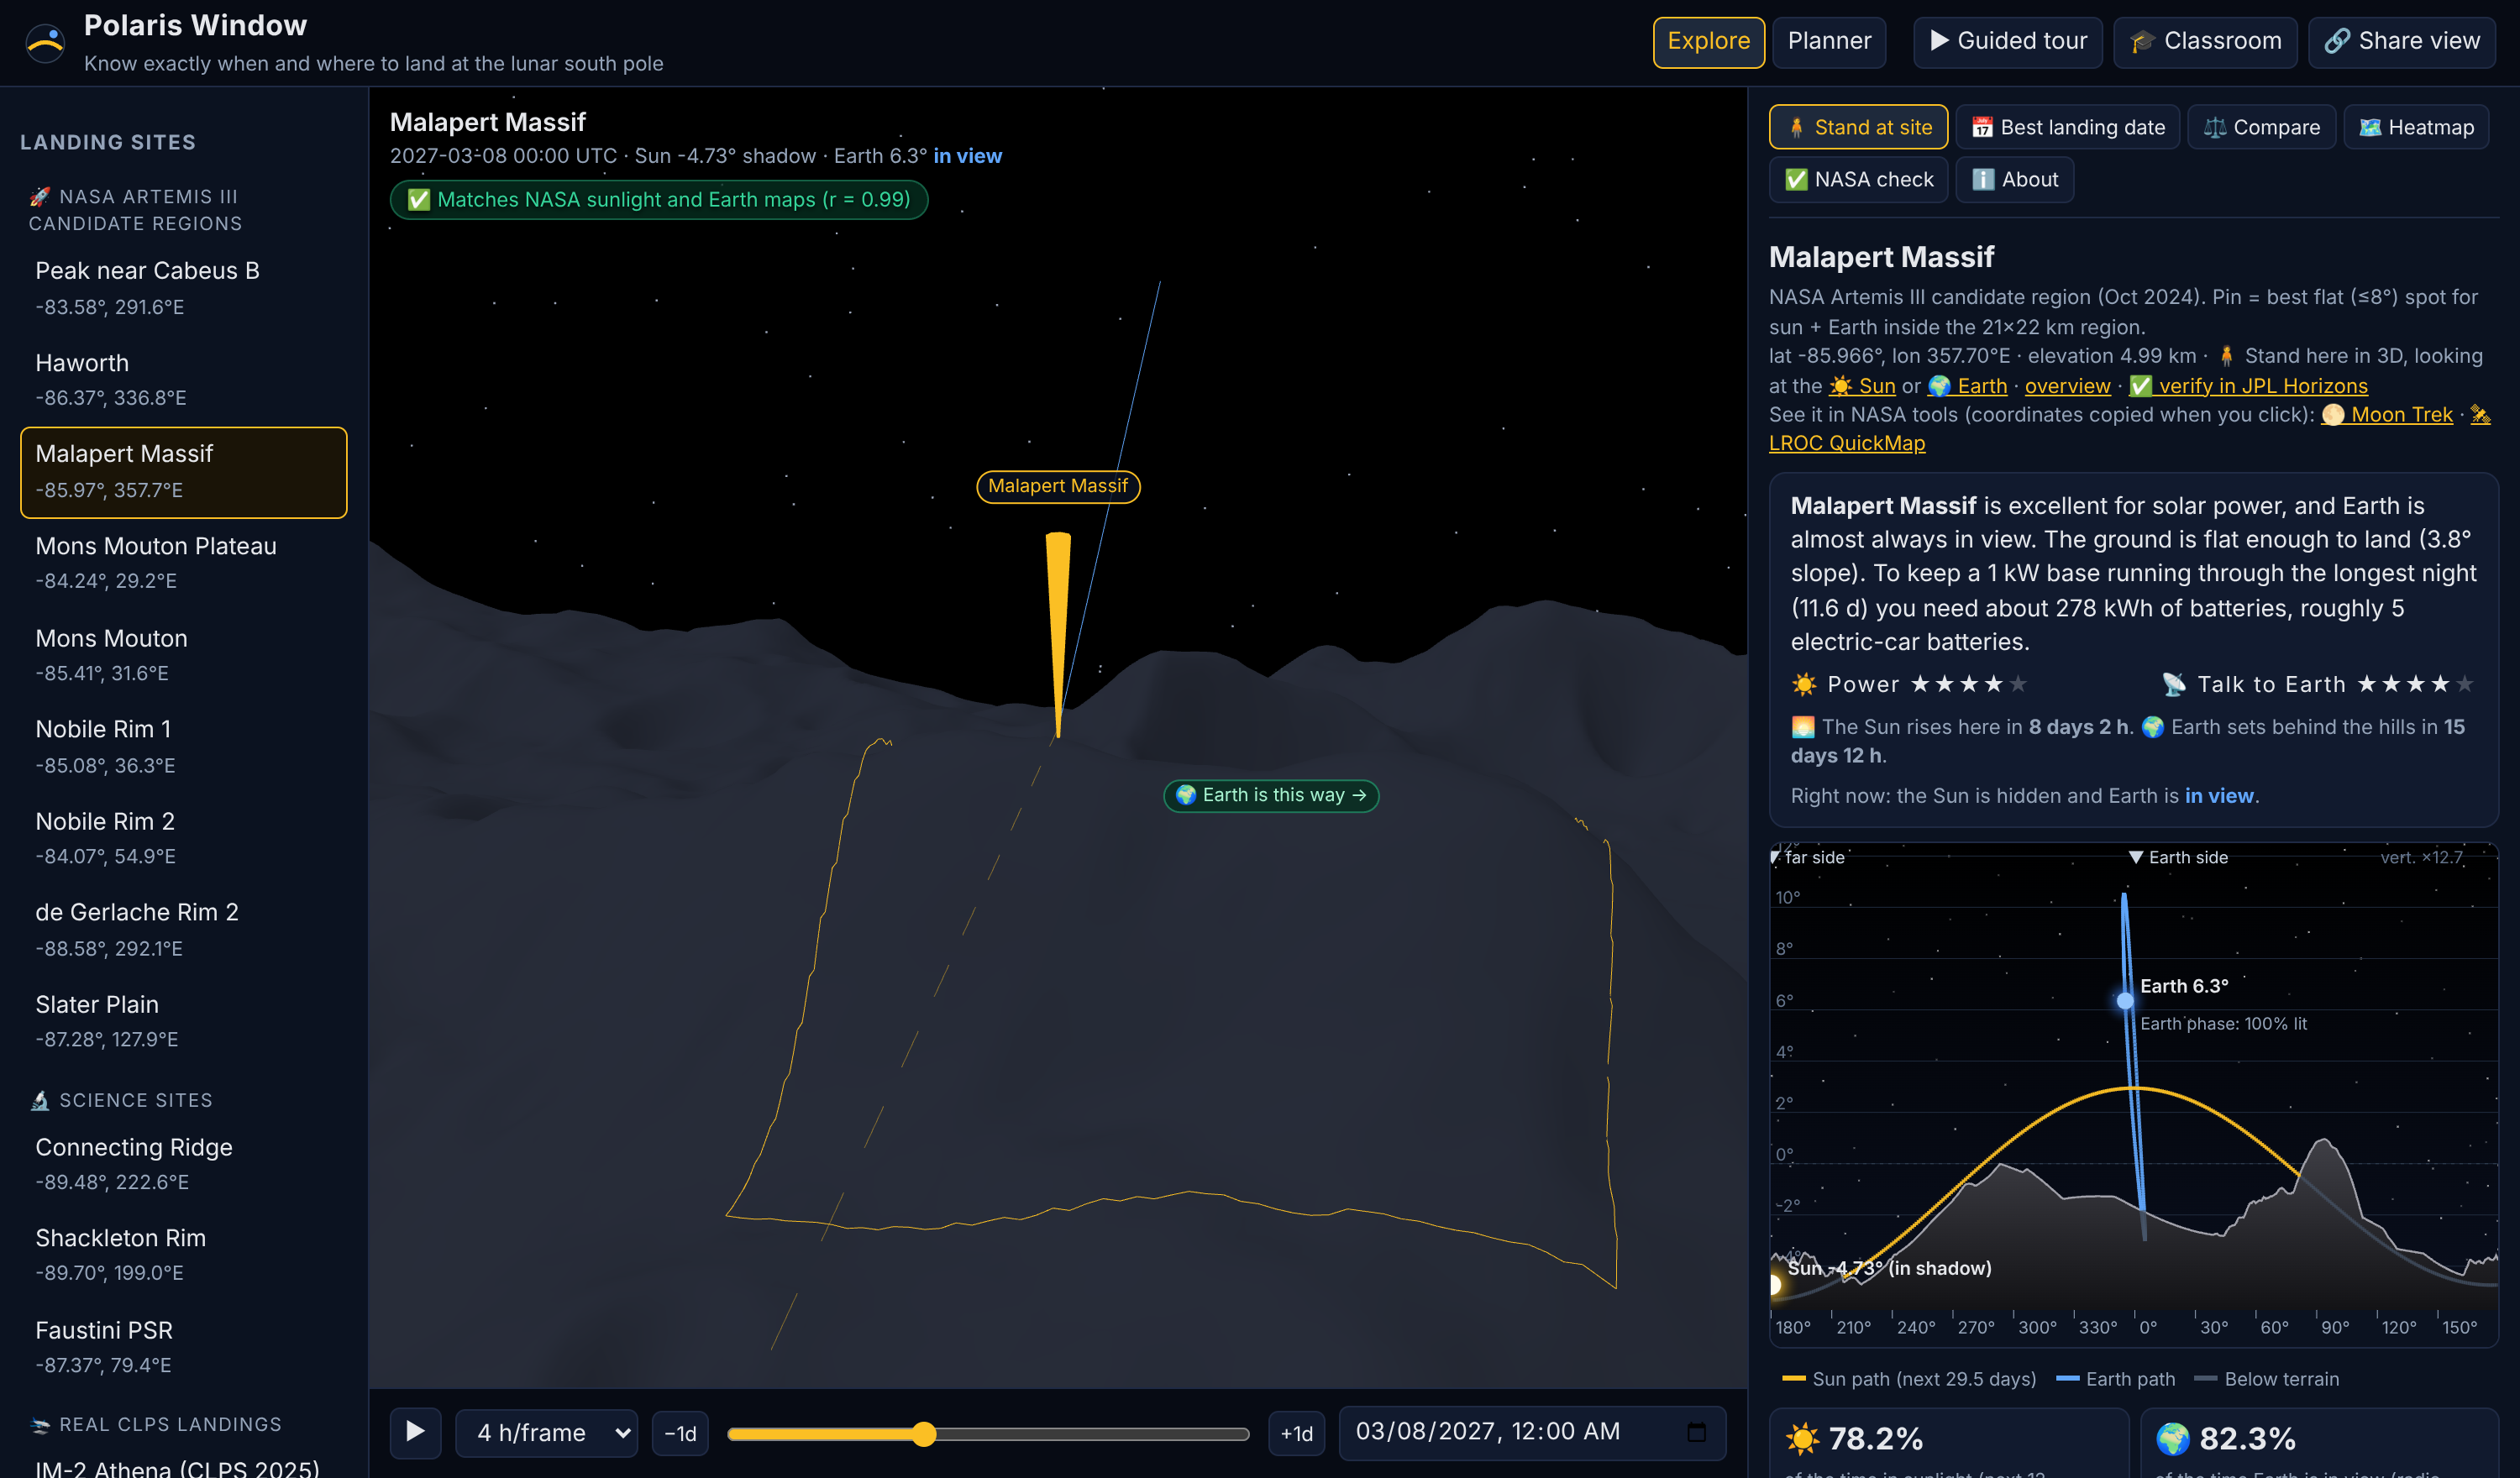 Polaris Window
Know exactly when and where to land at the lunar south pole
Explore
Planner
▶ Guided tour
🎓 Classroom
🔗 Share view
LANDING SITES
🚀 NASA ARTEMIS III
CANDIDATE REGIONS
Peak near Cabeus B
-83.58°, 291.6°E
Haworth
-86.37°, 336.8°E
Malapert Massif
-85.97°, 357.7°E
Mons Mouton Plateau
-84.24°, 29.2°E
Mons Mouton
-85.41°, 31.6°E
Nobile Rim 1
-85.08°, 36.3°E
Nobile Rim 2
-84.07°, 54.9°E
de Gerlache Rim 2
-88.58°, 292.1°E
Slater Plain
-87.28°, 127.9°E
🔬 SCIENCE SITES
Connecting Ridge
-89.48°, 222.6°E
Shackleton Rim
-89.70°, 199.0°E
Faustini PSR
-87.37°, 79.4°E
🛬 REAL CLPS LANDINGS
IM-2 Athena (CLPS 2025)
Malapert Massif
2027-03-08 00:00 UTC · Sun -4.73° shadow · Earth 6.3° in view
✅ Matches NASA sunlight and Earth maps (r = 0.99)
Malapert Massif
🌍 Earth is this way →
▶
4 h/frame
−1d
+1d
03/08/2027, 12:00 AM
🧍 Stand at site
📅 Best landing date
⚖️ Compare
🗺️ Heatmap
✅ NASA check
ℹ️ About
Malapert Massif
NASA Artemis III candidate region (Oct 2024). Pin = best flat (≤8°) spot for
sun + Earth inside the 21×22 km region.
lat -85.966°, lon 357.70°E · elevation 4.99 km · 🧍 Stand here in 3D, looking
at the ☀️ Sun or 🌍 Earth · overview · ✅ verify in JPL Horizons
See it in NASA tools (coordinates copied when you click): 🌕 Moon Trek · 🛰️
LROC QuickMap
Malapert Massif is excellent for solar power, and Earth is
almost always in view. The ground is flat enough to land (3.8°
slope). To keep a 1 kW base running through the longest night
(11.6 d) you need about 278 kWh of batteries, roughly 5
electric-car batteries.
☀️ Power ★★★★★
📡 Talk to Earth ★★★★★
🌅 The Sun rises here in 8 days 2 h. 🌍 Earth sets behind the hills in 15
days 12 h.
Right now: the Sun is hidden and Earth is in view.
12°
▼ far side
▼ Earth side
vert. ×12.7
10°
8°
6°
4°
2°
0°
-2°
-4°
Earth 6.3°
Earth phase: 100% lit
Sun -4.73° (in shadow)
180° 210° 240° 270° 300° 330° 0° 30° 60° 90° 120° 150°
Sun path (next 29.5 days)
Earth path
Below terrain
☀️ 78.2%
🌍 82.3%